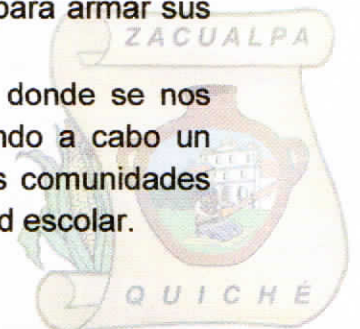 para armar sus
ZACUALPA
donde se nos
ndo a cabo un
s comunidades
d escolar.
QUICHÉ